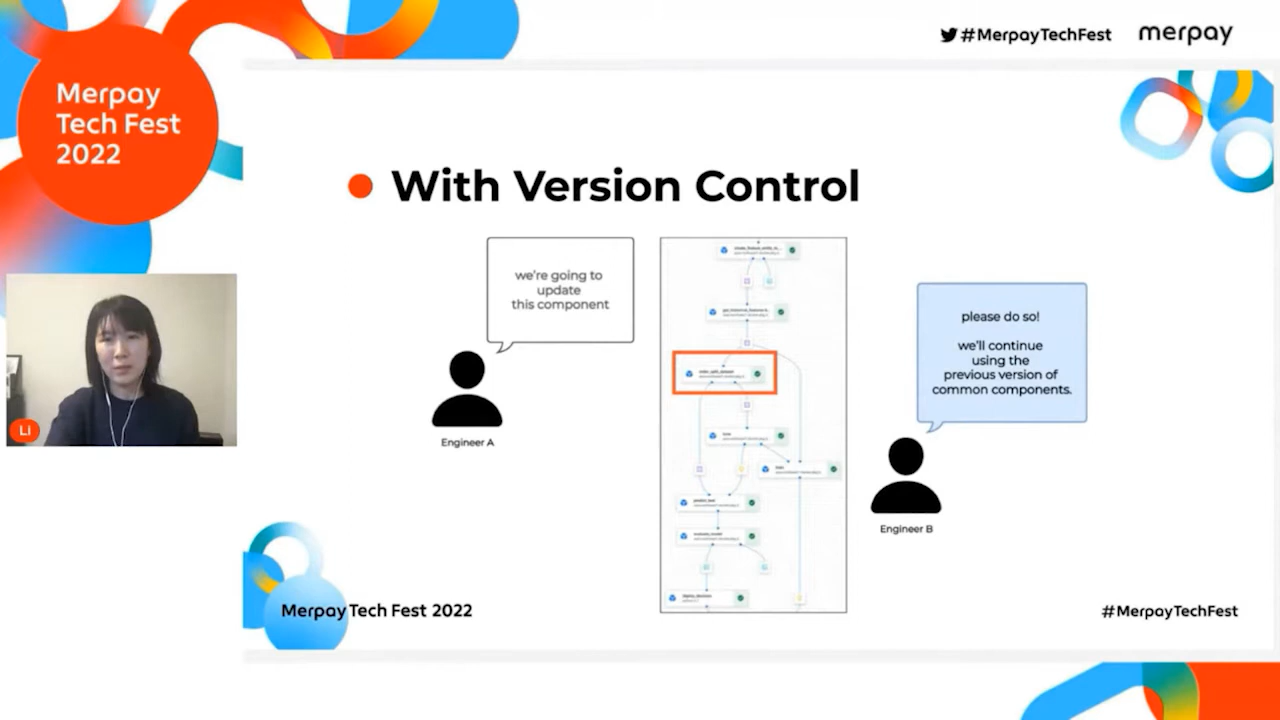 #MerpayTechFest
merpay
Merpay
Tech Fest
2022
With Version Control
we're going to
update
this component
please do so!
we'll continue
using the
previous version of
common components.
Engineer A
Engineer B
LI
Merpay Tech Fest 2022
#MerpayTechFest